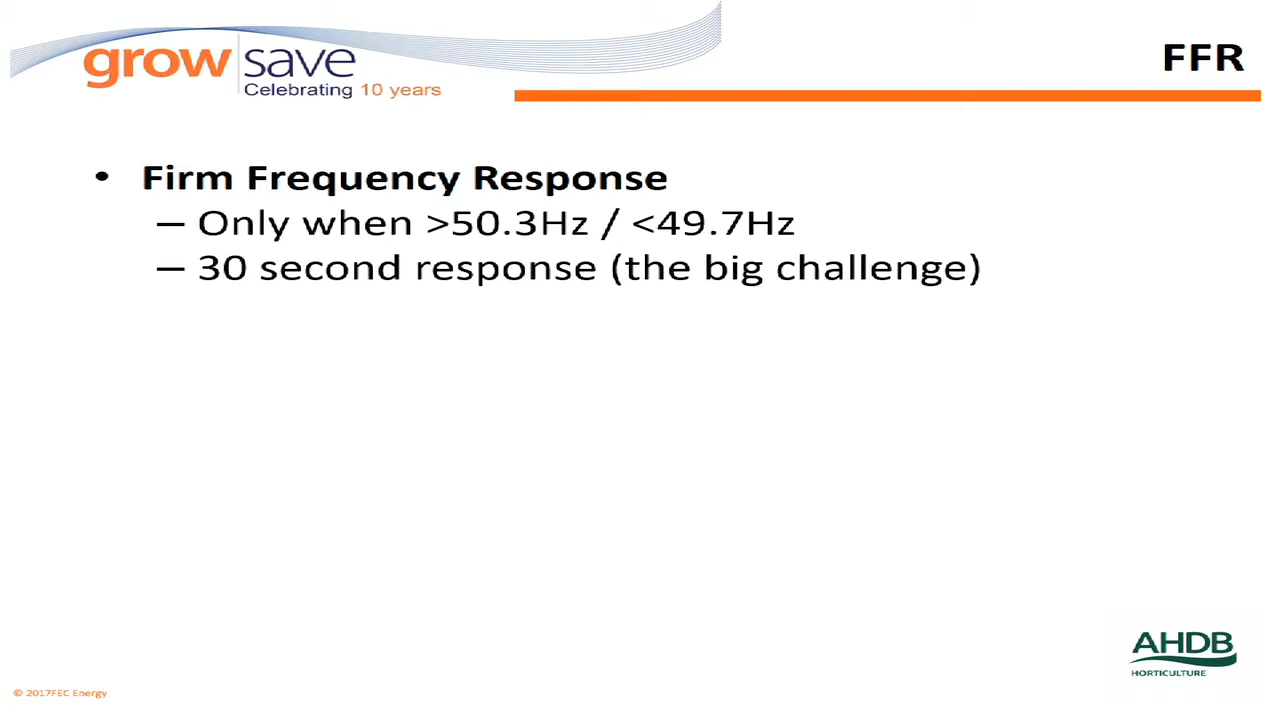 grow save
Celebrating 10 years
FFR
• Firm Frequency Response
– Only when >50.3Hz / <49.7Hz
– 30 second response (the big challenge)
AHDB
HORTICULTURE
© 2017FEC Energy